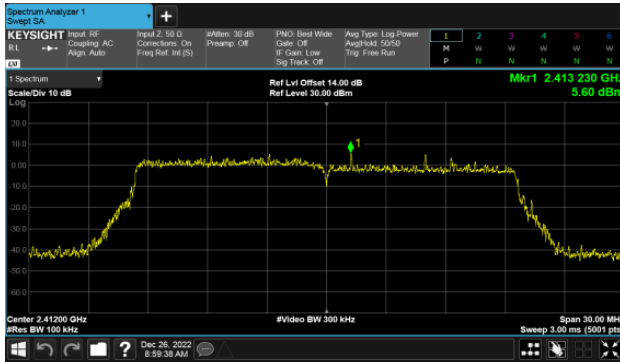 Spectrum Analyzer 1
Swept SA
+
KEYSIGHT Input: RF Input Z: 50 Ω #Atten: 30 dB PNO: Best Wide Avg Type: Log-Power 1 2 3 4 5 6
RL Coupling: AC Corrections: On Preamp: Off Gate: Off Avg|Hold: 50/50 M W W W W W
Align: Auto Freq Ref: Int (S) IF Gain: Low Trig: Free Run
LXI Sig Track: Off P N N N N N
1 Spectrum
Scale/Div 10 dB
Log
Ref Lvl Offset 14.00 dB
Ref Level 30.00 dBm
Mkr1 2.413 230 GHz
5.60 dBm
20.0
10.0
0.00
-10.0
-20.0
-30.0
-40.0
-50.0
-60.0
1
Center 2.41200 GHz #Video BW 300 kHz Span 30.00 MH
#Res BW 100 kHz Sweep 3.00 ms (5001 pts
? Dec 26, 2022
8:59:38 AM